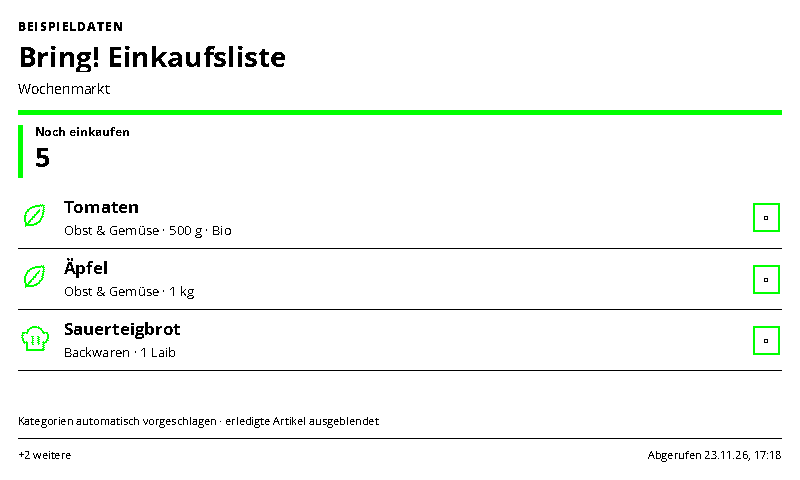 BEISPIELDATEN
Bring! Einkaufsliste
Wochenmarkt
Noch einkaufen
5
Tomaten
Obst & Gemüse · 500 g · Bio
Äpfel
Obst & Gemüse · 1 kg
Sauerteigbrot
Backwaren · 1 Laib
Kategorien automatisch vorgeschlagen · erledigte Artikel ausgeblendet
+2 weitere
Abgerufen 23.11.26, 17:18